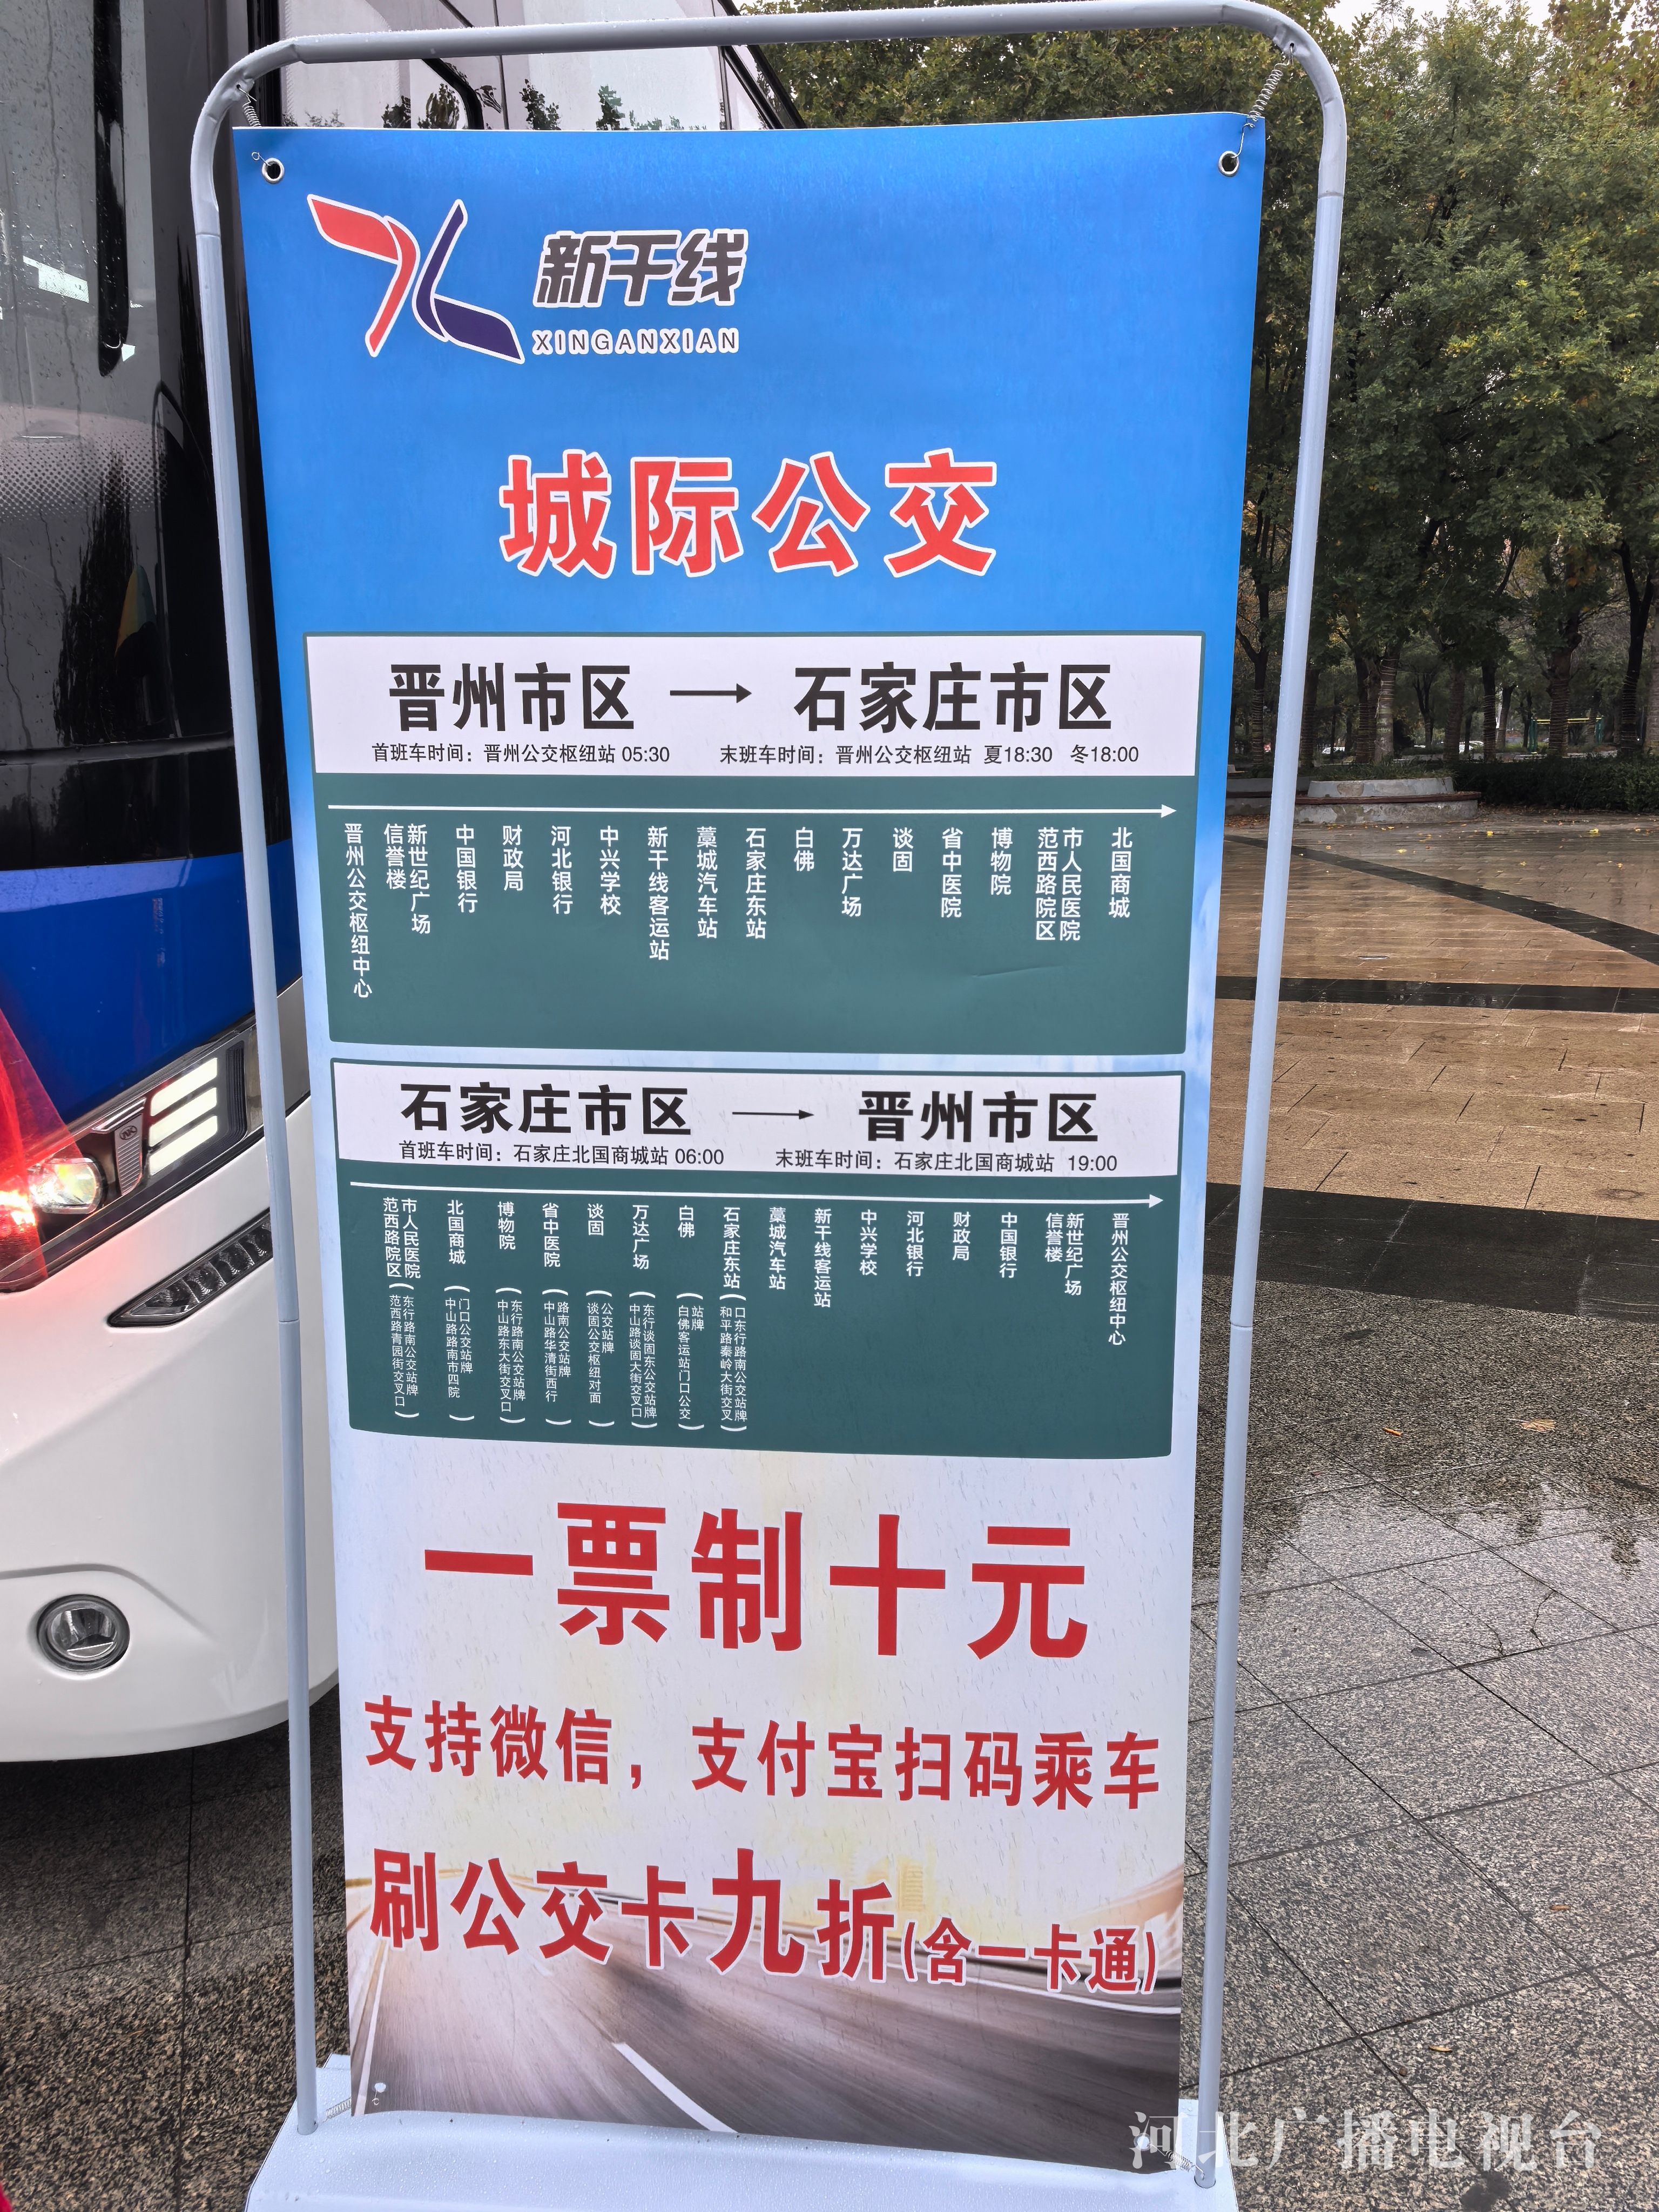 新干线
XINGANXIAN
城际公交
晋州市区 → 石家庄市区
首班车时间：晋州公交枢纽站 05:30 末班车时间：晋州公交枢纽站 夏18:30 冬18:00
晋州公交枢纽中心
新世纪广场
信誉楼
中国银行
财政局
河北银行
中兴学校
新干线客运站
藁城汽车站
石家庄东站
白佛
万达广场
谈固
省中医院
博物院
市人民医院
范西路院区
北国商城
石家庄市区 → 晋州市区
首班车时间：石家庄北国商城站 06:00 末班车时间：石家庄北国商城站 19:00
市人民医院
范西路院区
(范西路青园街交叉口
东行路南公交站牌)
北国商城
(中山路路南市四院
门口公交站牌)
博物院
(中山路东大街交叉口
东行路南公交站牌)
省中医院
(中山路华清街西行
路南公交站牌)
谈固
(谈固公交枢纽对面
公交站牌)
万达广场
(中山路谈固大街交叉口
东行谈固东公交站牌)
白佛
(白佛客运站门口公交
站牌)
石家庄东站
(和平路秦岭大街交叉
口东行路南公交站牌)
藁城汽车站
新干线客运站
中兴学校
河北银行
财政局
中国银行
新世纪广场
信誉楼
晋州公交枢纽中心
一票制十元
支持微信，支付宝扫码乘车
刷公交卡九折(含一卡通)
河北广播电视台